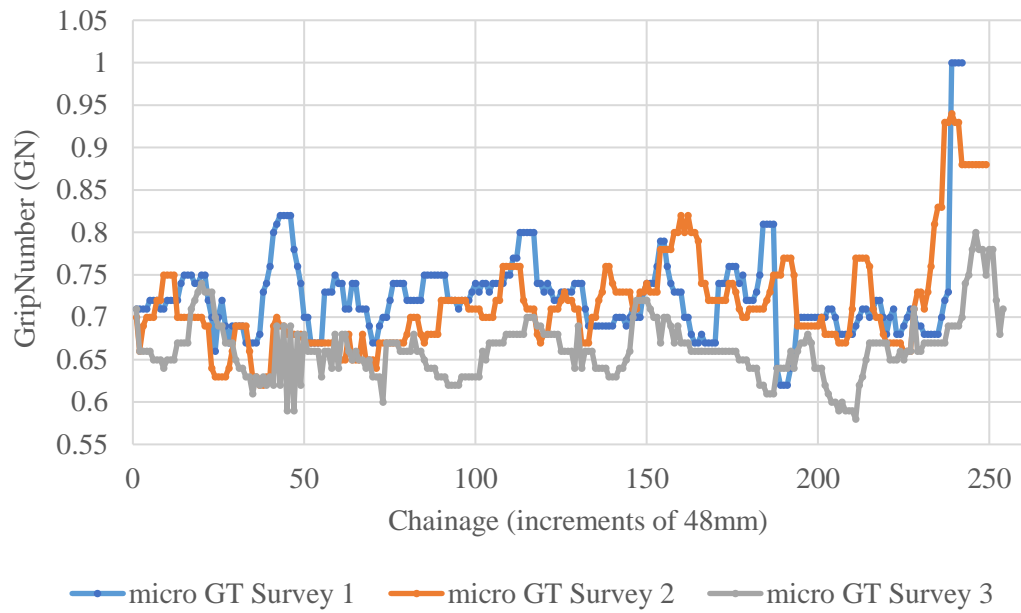 1.05
1
0.95
0.9
0.85
0.8
0.75
0.7
0.65
0.6
0.55
GripNumber (GN)
0 50 100 150 200 250
Chainage (increments of 48mm)
micro GT Survey 1 micro GT Survey 2 micro GT Survey 3